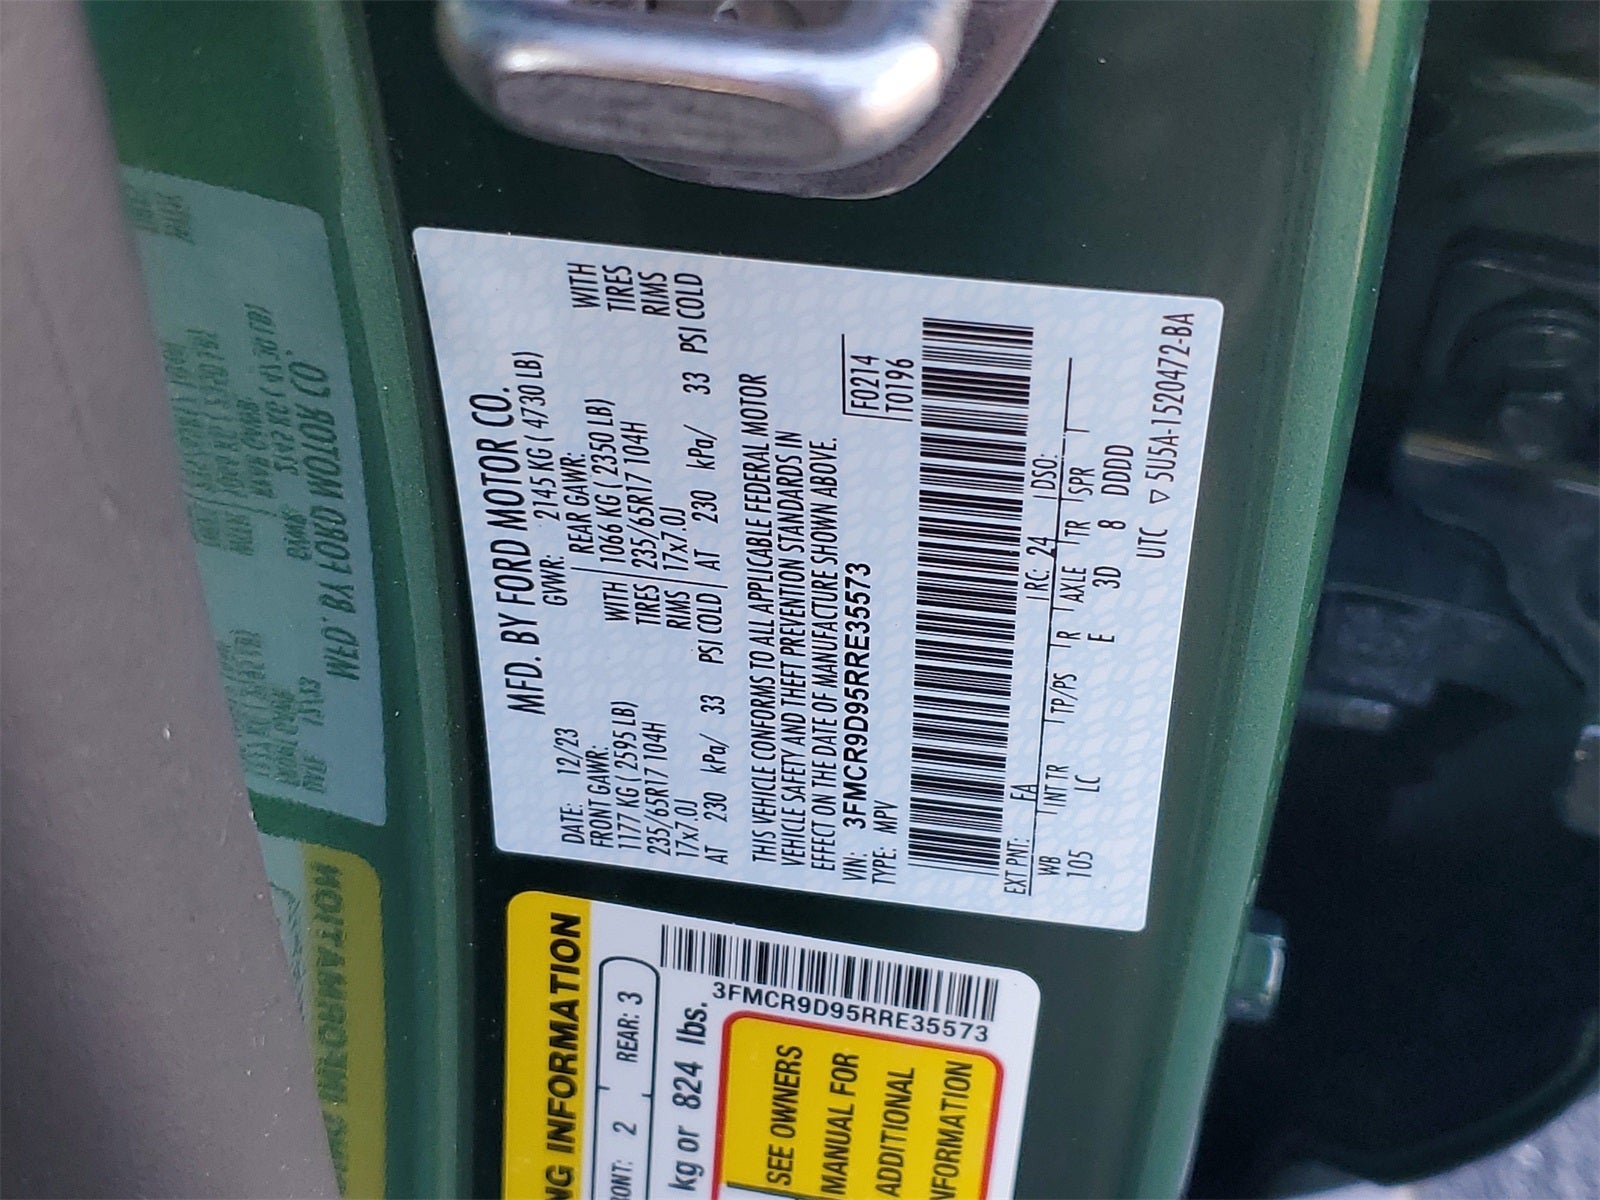 MFD. BY FORD MOTOR CO.
DATE: 12/23 GVWR: 2145 KG ( 4730 LB)
FRONT GAWR: REAR GAWR:
1177 KG ( 2595 LB) WITH 1066 KG ( 2350 LB) WITH
235/65R17 104H TIRES 235/65R17 104H TIRES
17x7.0J RIMS 17x7.0J RIMS
AT 230 kPa/ 33 PSI COLD AT 230 kPa/ 33 PSI COLD
THIS VEHICLE CONFORMS TO ALL APPLICABLE FEDERAL MOTOR
VEHICLE SAFETY AND THEFT PREVENTION STANDARDS IN
EFFECT ON THE DATE OF MANUFACTURE SHOWN ABOVE.
VIN: 3FMCR9D95RRE35573 F0214
TYPE: MPV T0196
EXT PNT: FA RC: 24 DSO:
WB INT TR TP/PS R AXLE TR SPR
105 LC E 3D 8 DDDD
UTC ▽ 5U5A-1520472-BA
NG INFORMATION
RONT: 2 REAR: 3
kg or 824 lbs.
3FMCR9D95RRE35573
SEE OWNERS
MANUAL FOR
ADDITIONAL
NFORMATION